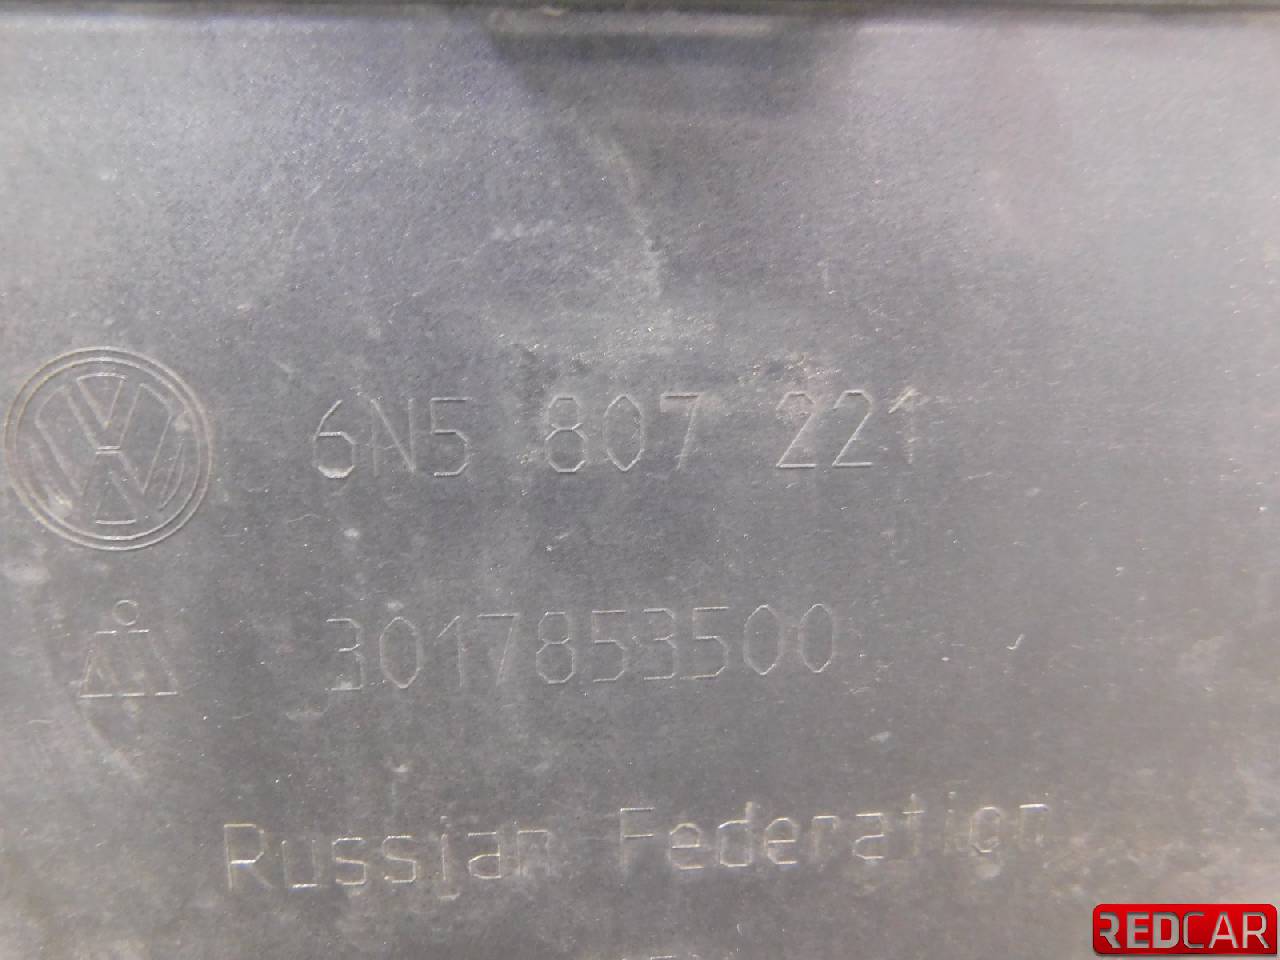 6N5 807 221
3017853500
Russian Federation
REDCAR